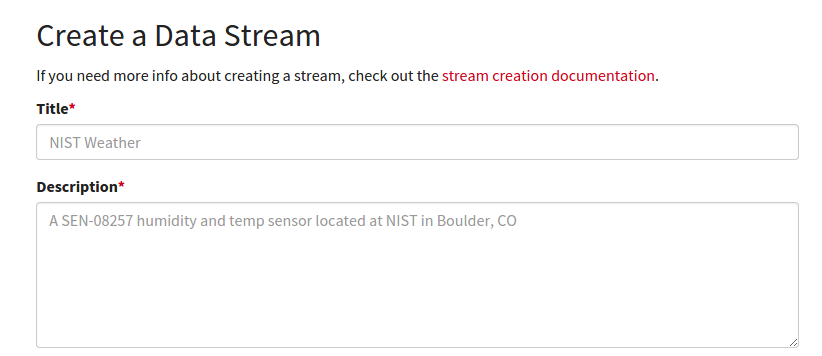 Create a Data Stream
If you need more info about creating a stream, check out the stream creation documentation.
Title*
NIST Weather
Description*
A SEN-08257 humidity and temp sensor located at NIST in Boulder, CO